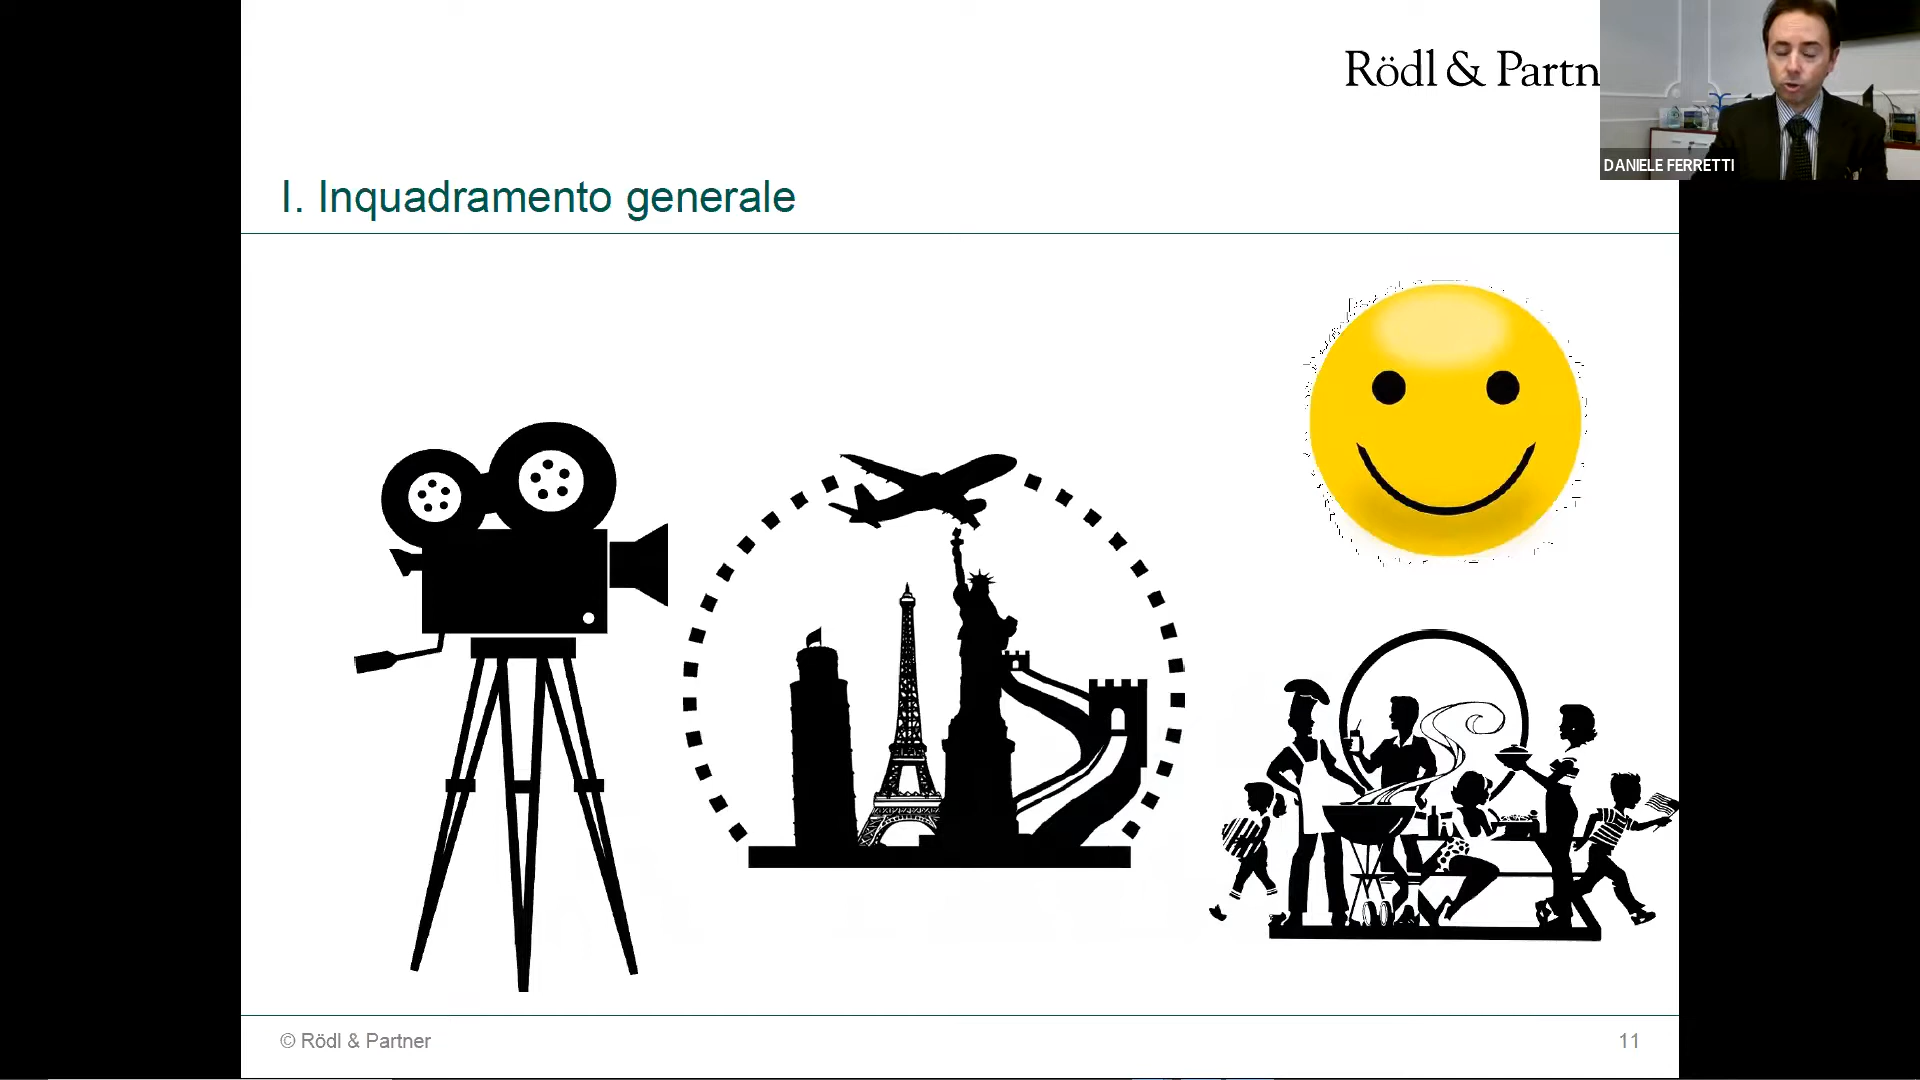 Rödl & Partn
DANIELE FERRETTI
I. Inquadramento generale
© Rödl & Partner
11